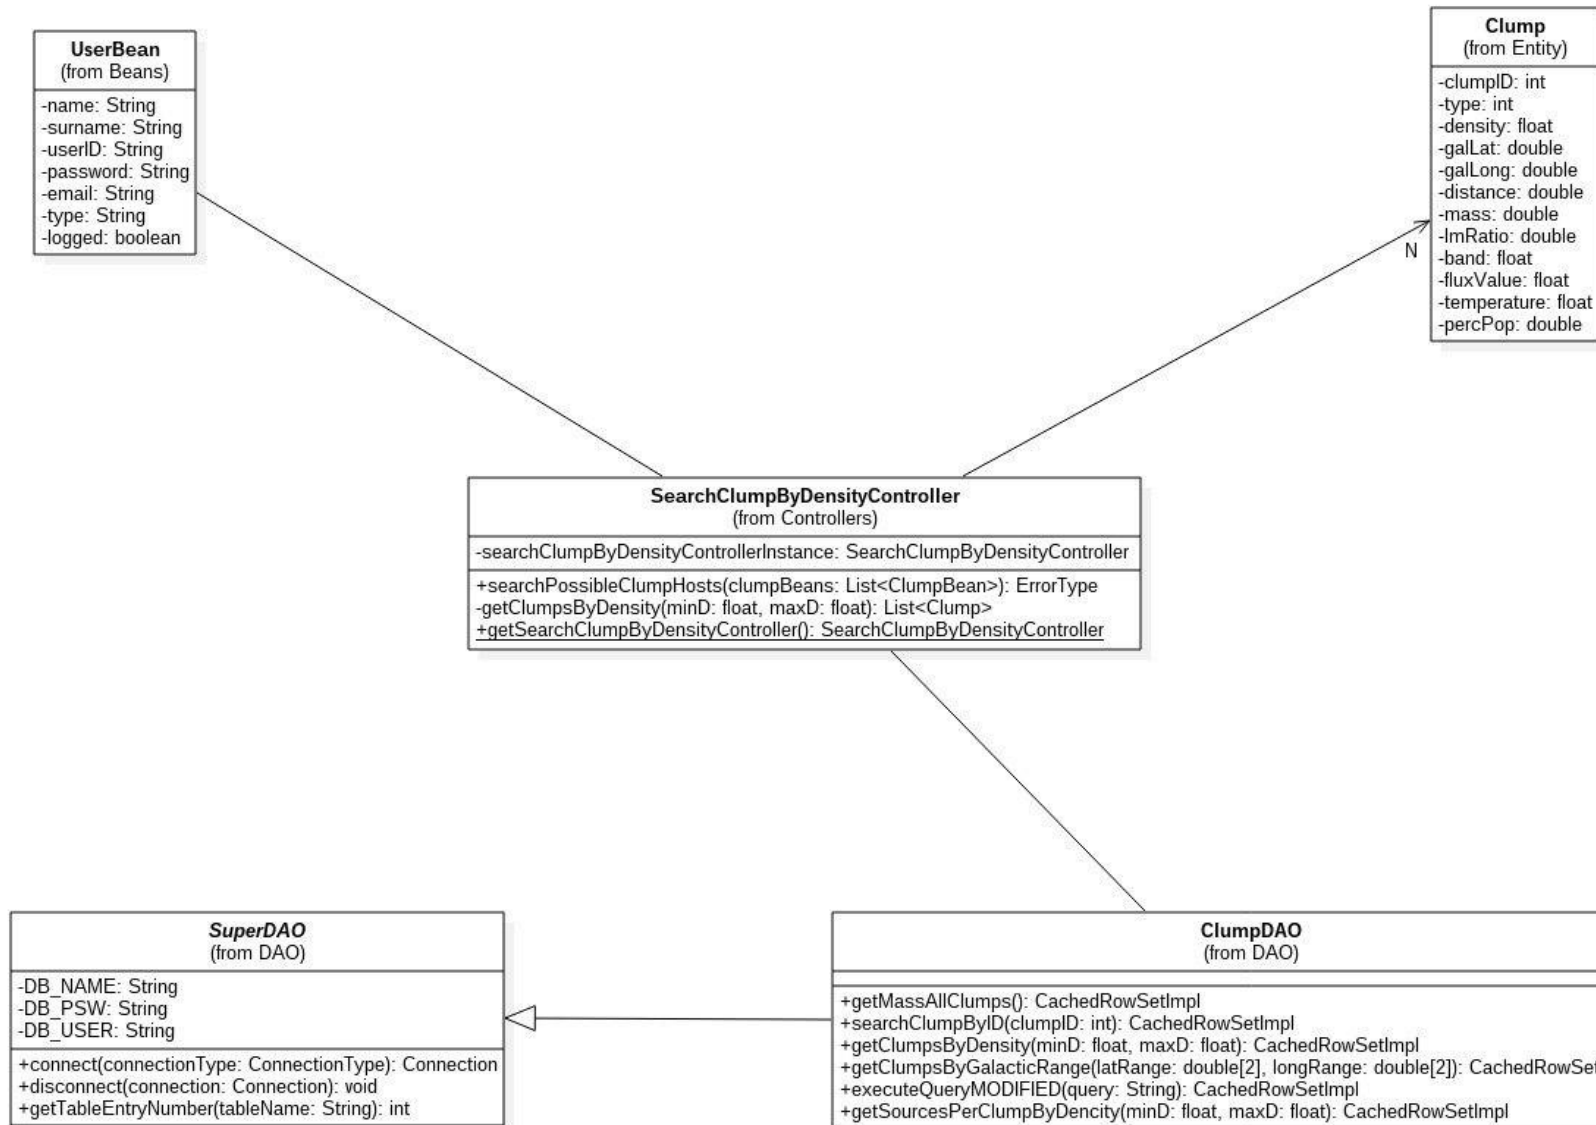 UserBean
(from Beans)
-name: String
-surname: String
-userID: String
-password: String
-email: String
-type: String
-logged: boolean
Clump
(from Entity)
-clumpID: int
-type: int
-density: float
-galLat: double
-galLong: double
-distance: double
-mass: double
-lmRatio: double
-band: float
-fluxValue: float
-temperature: float
-percPop: double
N
SearchClumpByDensityController
(from Controllers)
-searchClumpByDensityControllerInstance: SearchClumpByDensityController
+searchPossibleClumpHosts(clumpBeans: List<ClumpBean>): ErrorType
-getClumpsByDensity(minD: float, maxD: float): List<Clump>
+getSearchClumpByDensityController(): SearchClumpByDensityController
SuperDAO
(from DAO)
-DB_NAME: String
-DB_PSW: String
-DB_USER: String
+connect(connectionType: ConnectionType): Connection
+disconnect(connection: Connection): void
+getTableEntryNumber(tableName: String): int
ClumpDAO
(from DAO)
+getMassAllClumps(): CachedRowSetImpl
+searchClumpByID(clumpID: int): CachedRowSetImpl
+getClumpsByDensity(minD: float, maxD: float): CachedRowSetImpl
+getClumpsByGalacticRange(latRange: double[2], longRange: double[2]): CachedRowSet
+executeQueryMODIFIED(query: String): CachedRowSetImpl
+getSourcesPerClumpByDencity(minD: float, maxD: float): CachedRowSetImpl